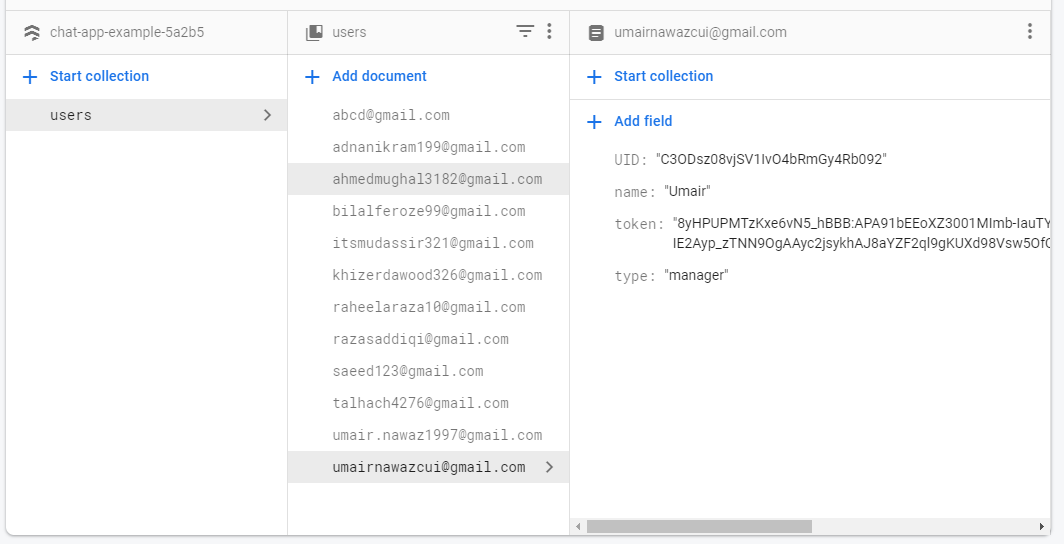 chat-app-example-5a2b5
Start collection
users
users
Add document
abcd@gmail.com
adnanikram199@gmail.com
ahmedmughal3182@gmail.com
bilalferoze99@gmail.com
itsmudassir321@gmail.com
khizerdawood326@gmail.com
raheelaraza10@gmail.com
razasaddiqi@gmail.com
saeed123@gmail.com
talhach4276@gmail.com
umair.nawaz1997@gmail.com
umairnawazcui@gmail.com
umairnawazcui@gmail.com
Start collection
Add field
UID: "C3ODsz08vjSV1IvO4bRmGy4Rb092"
name: "Umair"
token: "8yHPUPMTzKxe6vN5_hBBB:APA91bEEoXZ3001MImb-IauTY
IE2Ayp_zTNN9OgAAyc2jsykhAJ8aYZF2ql9gKUXd98Vsw5OfC
type: "manager"